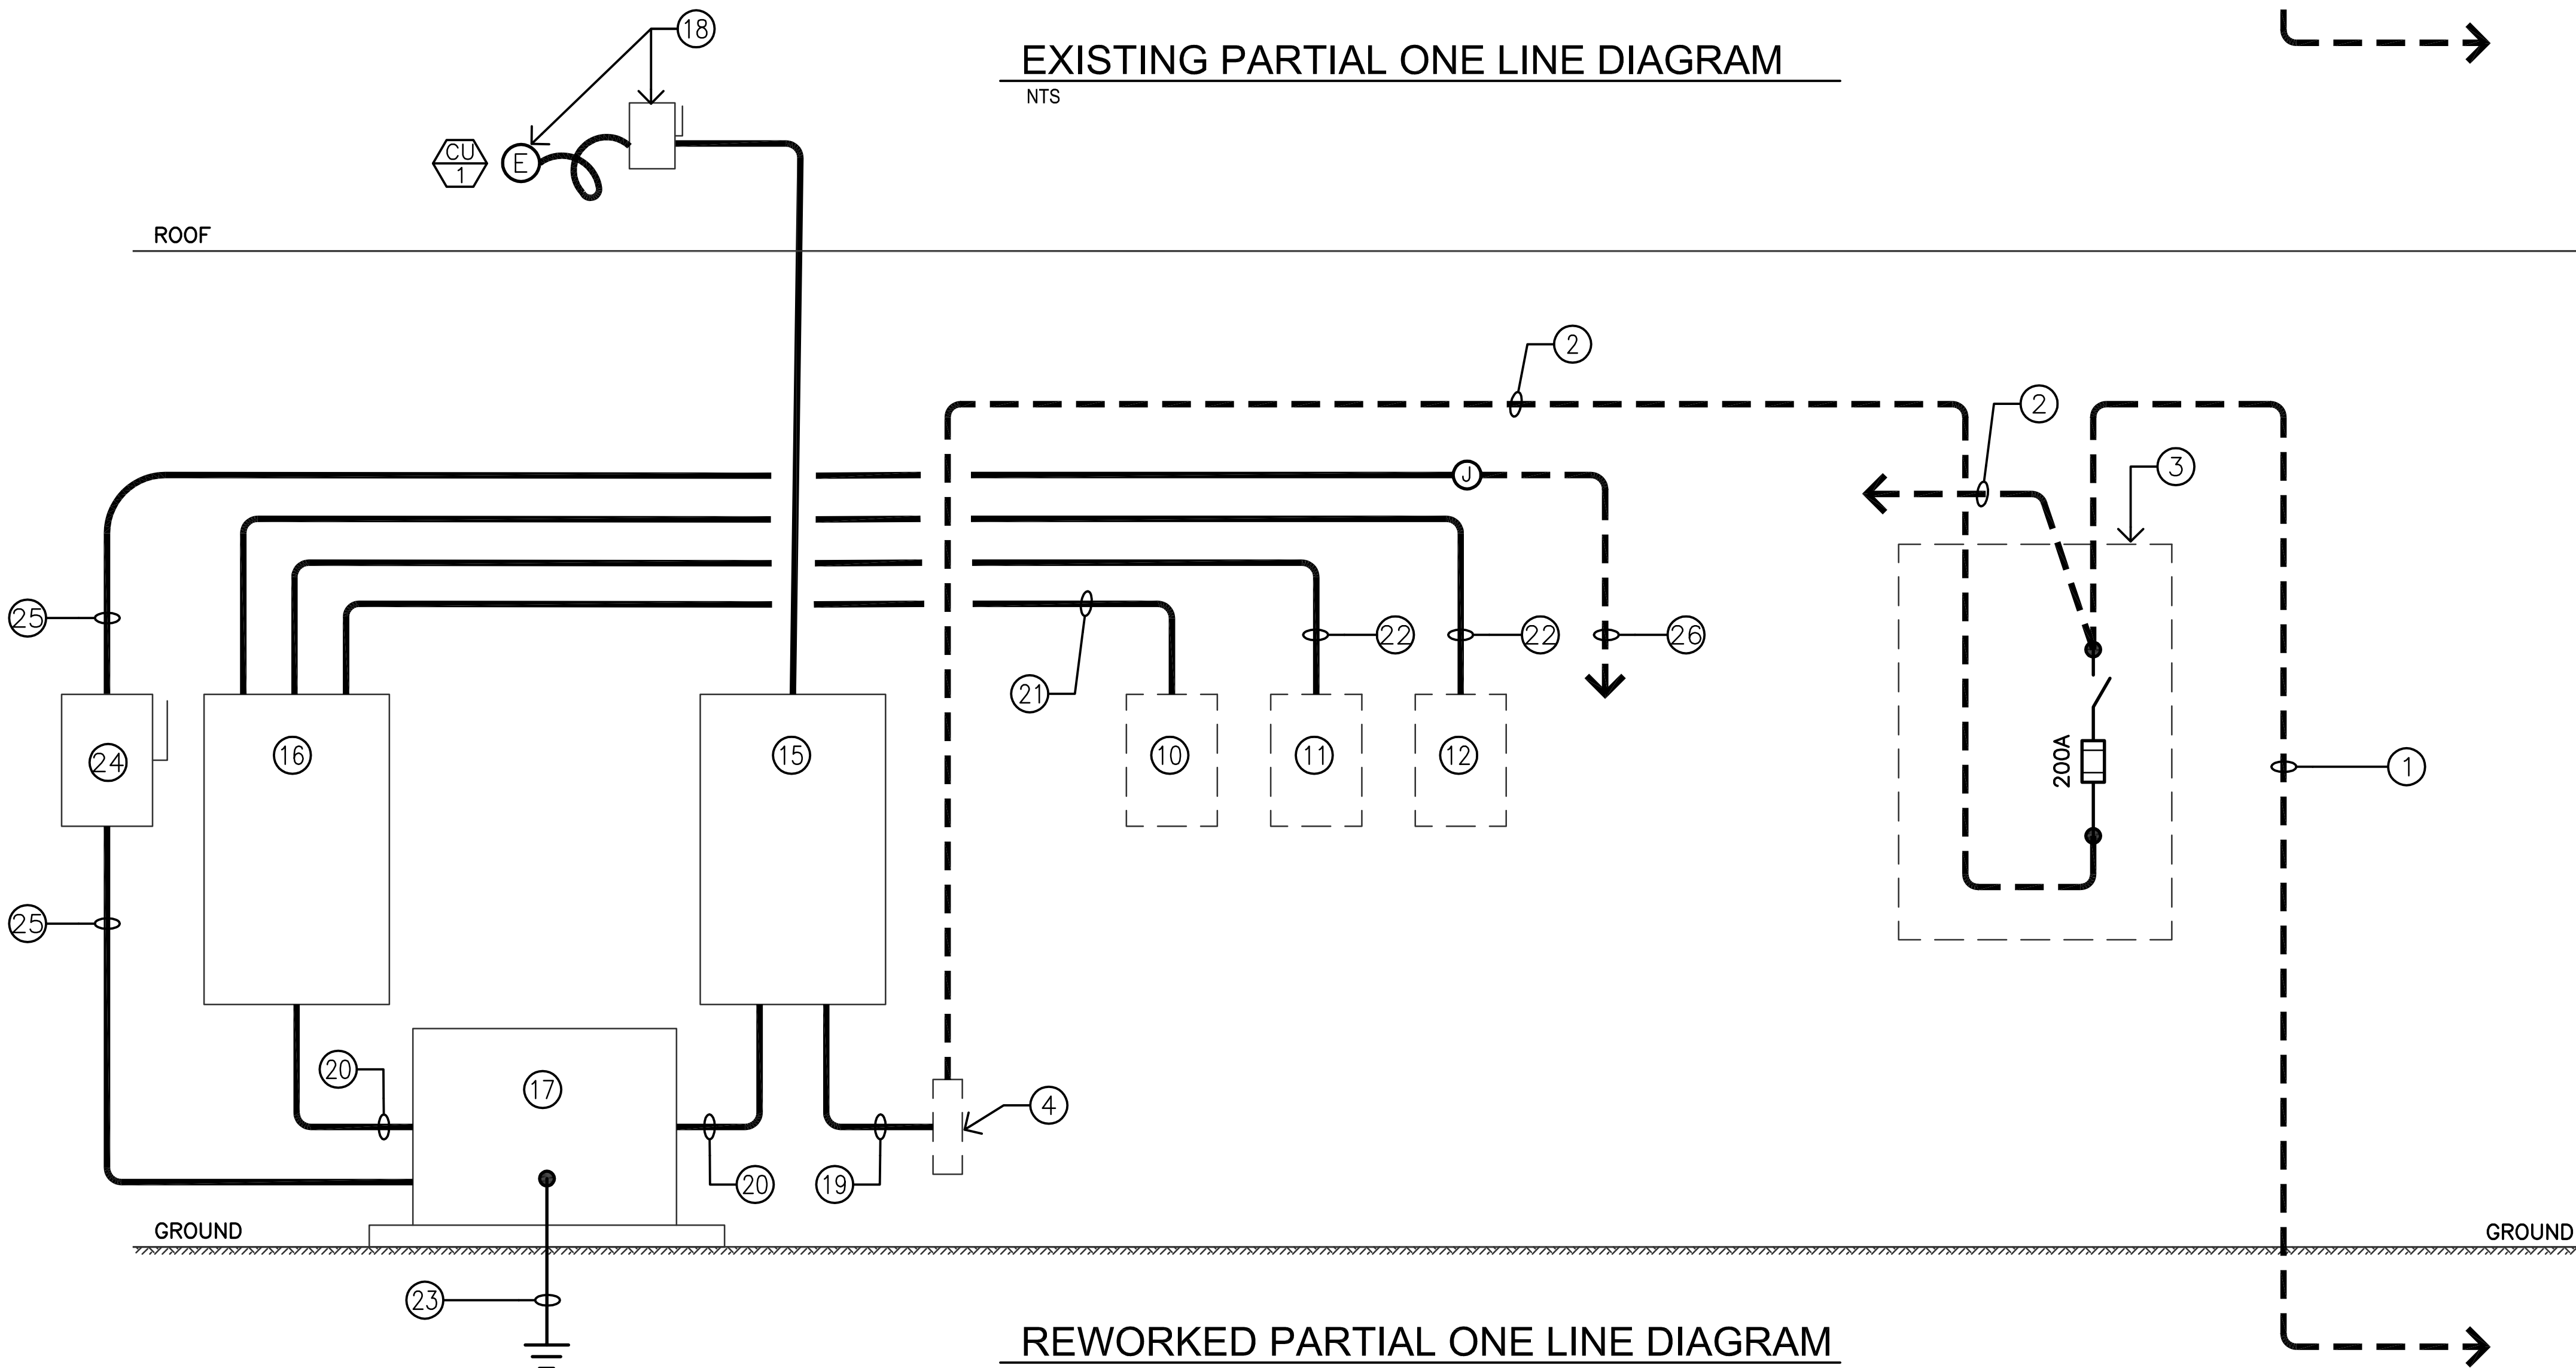 18
EXISTING PARTIAL ONE LINE DIAGRAM
NTS
CU
1
E
ROOF
2
2
3
J
25
22
22
26
21
24
16
15
10
11
12
200A
1
25
20
17
4
20
19
GROUND
GROUND
23
REWORKED PARTIAL ONE LINE DIAGRAM